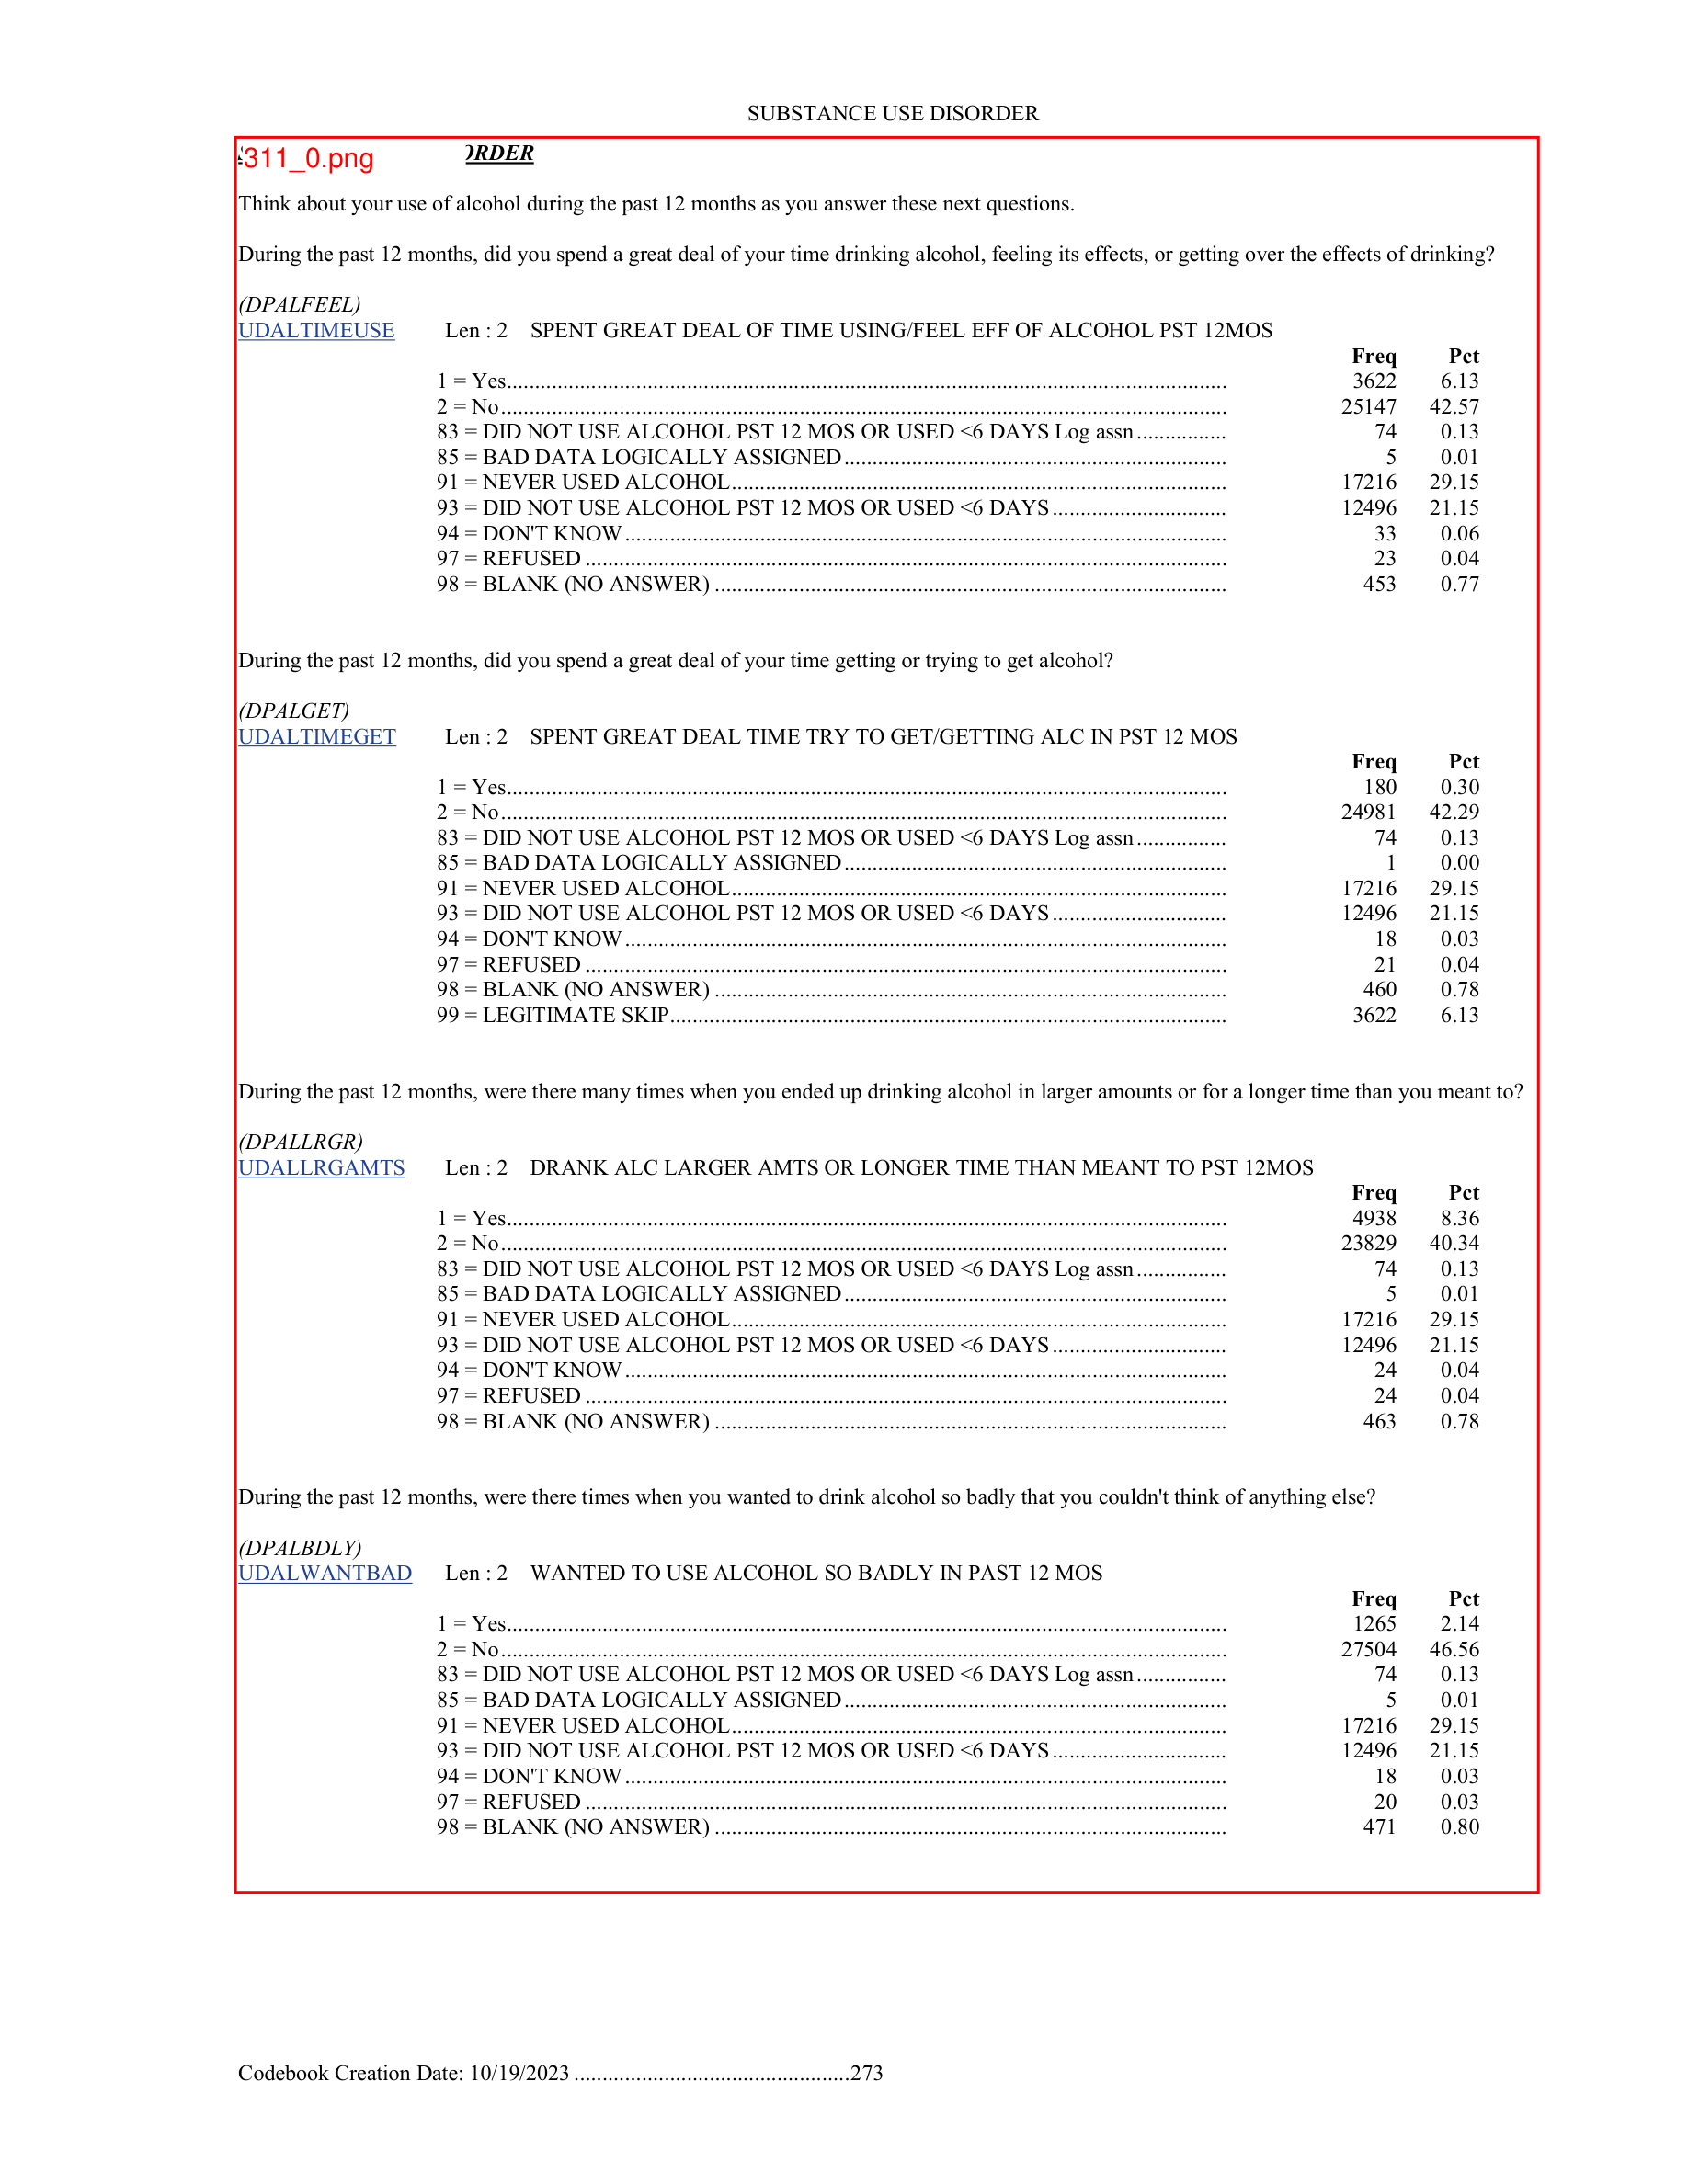 SUBSTANCE USE DISORDER
311_0.png ORDER
Think about your use of alcohol during the past 12 months as you answer these next questions.
During the past 12 months, did you spend a great deal of your time drinking alcohol, feeling its effects, or getting over the effects of drinking?
(DPALFEEL)
UDALTIMEUSE Len : 2 SPENT GREAT DEAL OF TIME USING/FEEL EFF OF ALCOHOL PST 12MOS
Freq Pct
1 = Yes 3622 6.13
2 = No 25147 42.57
83 = DID NOT USE ALCOHOL PST 12 MOS OR USED <6 DAYS Log assn 74 0.13
85 = BAD DATA LOGICALLY ASSIGNED 5 0.01
91 = NEVER USED ALCOHOL 17216 29.15
93 = DID NOT USE ALCOHOL PST 12 MOS OR USED <6 DAYS 12496 21.15
94 = DON'T KNOW 33 0.06
97 = REFUSED 23 0.04
98 = BLANK (NO ANSWER) 453 0.77
During the past 12 months, did you spend a great deal of your time getting or trying to get alcohol?
(DPALGET)
UDALTIMEGET Len : 2 SPENT GREAT DEAL TIME TRY TO GET/GETTING ALC IN PST 12 MOS
Freq Pct
1 = Yes 180 0.30
2 = No 24981 42.29
83 = DID NOT USE ALCOHOL PST 12 MOS OR USED <6 DAYS Log assn 74 0.13
85 = BAD DATA LOGICALLY ASSIGNED 1 0.00
91 = NEVER USED ALCOHOL 17216 29.15
93 = DID NOT USE ALCOHOL PST 12 MOS OR USED <6 DAYS 12496 21.15
94 = DON'T KNOW 18 0.03
97 = REFUSED 21 0.04
98 = BLANK (NO ANSWER) 460 0.78
99 = LEGITIMATE SKIP 3622 6.13
During the past 12 months, were there many times when you ended up drinking alcohol in larger amounts or for a longer time than you meant to?
(DPALLRGR)
UDALLRGAMTS Len : 2 DRANK ALC LARGER AMTS OR LONGER TIME THAN MEANT TO PST 12MOS
Freq Pct
1 = Yes 4938 8.36
2 = No 23829 40.34
83 = DID NOT USE ALCOHOL PST 12 MOS OR USED <6 DAYS Log assn 74 0.13
85 = BAD DATA LOGICALLY ASSIGNED 5 0.01
91 = NEVER USED ALCOHOL 17216 29.15
93 = DID NOT USE ALCOHOL PST 12 MOS OR USED <6 DAYS 12496 21.15
94 = DON'T KNOW 24 0.04
97 = REFUSED 24 0.04
98 = BLANK (NO ANSWER) 463 0.78
During the past 12 months, were there times when you wanted to drink alcohol so badly that you couldn't think of anything else?
(DPALBDLY)
UDALWANTBAD Len : 2 WANTED TO USE ALCOHOL SO BADLY IN PAST 12 MOS
Freq Pct
1 = Yes 1265 2.14
2 = No 27504 46.56
83 = DID NOT USE ALCOHOL PST 12 MOS OR USED <6 DAYS Log assn 74 0.13
85 = BAD DATA LOGICALLY ASSIGNED 5 0.01
91 = NEVER USED ALCOHOL 17216 29.15
93 = DID NOT USE ALCOHOL PST 12 MOS OR USED <6 DAYS 12496 21.15
94 = DON'T KNOW 18 0.03
97 = REFUSED 20 0.03
98 = BLANK (NO ANSWER) 471 0.80
Codebook Creation Date: 10/19/2023 273